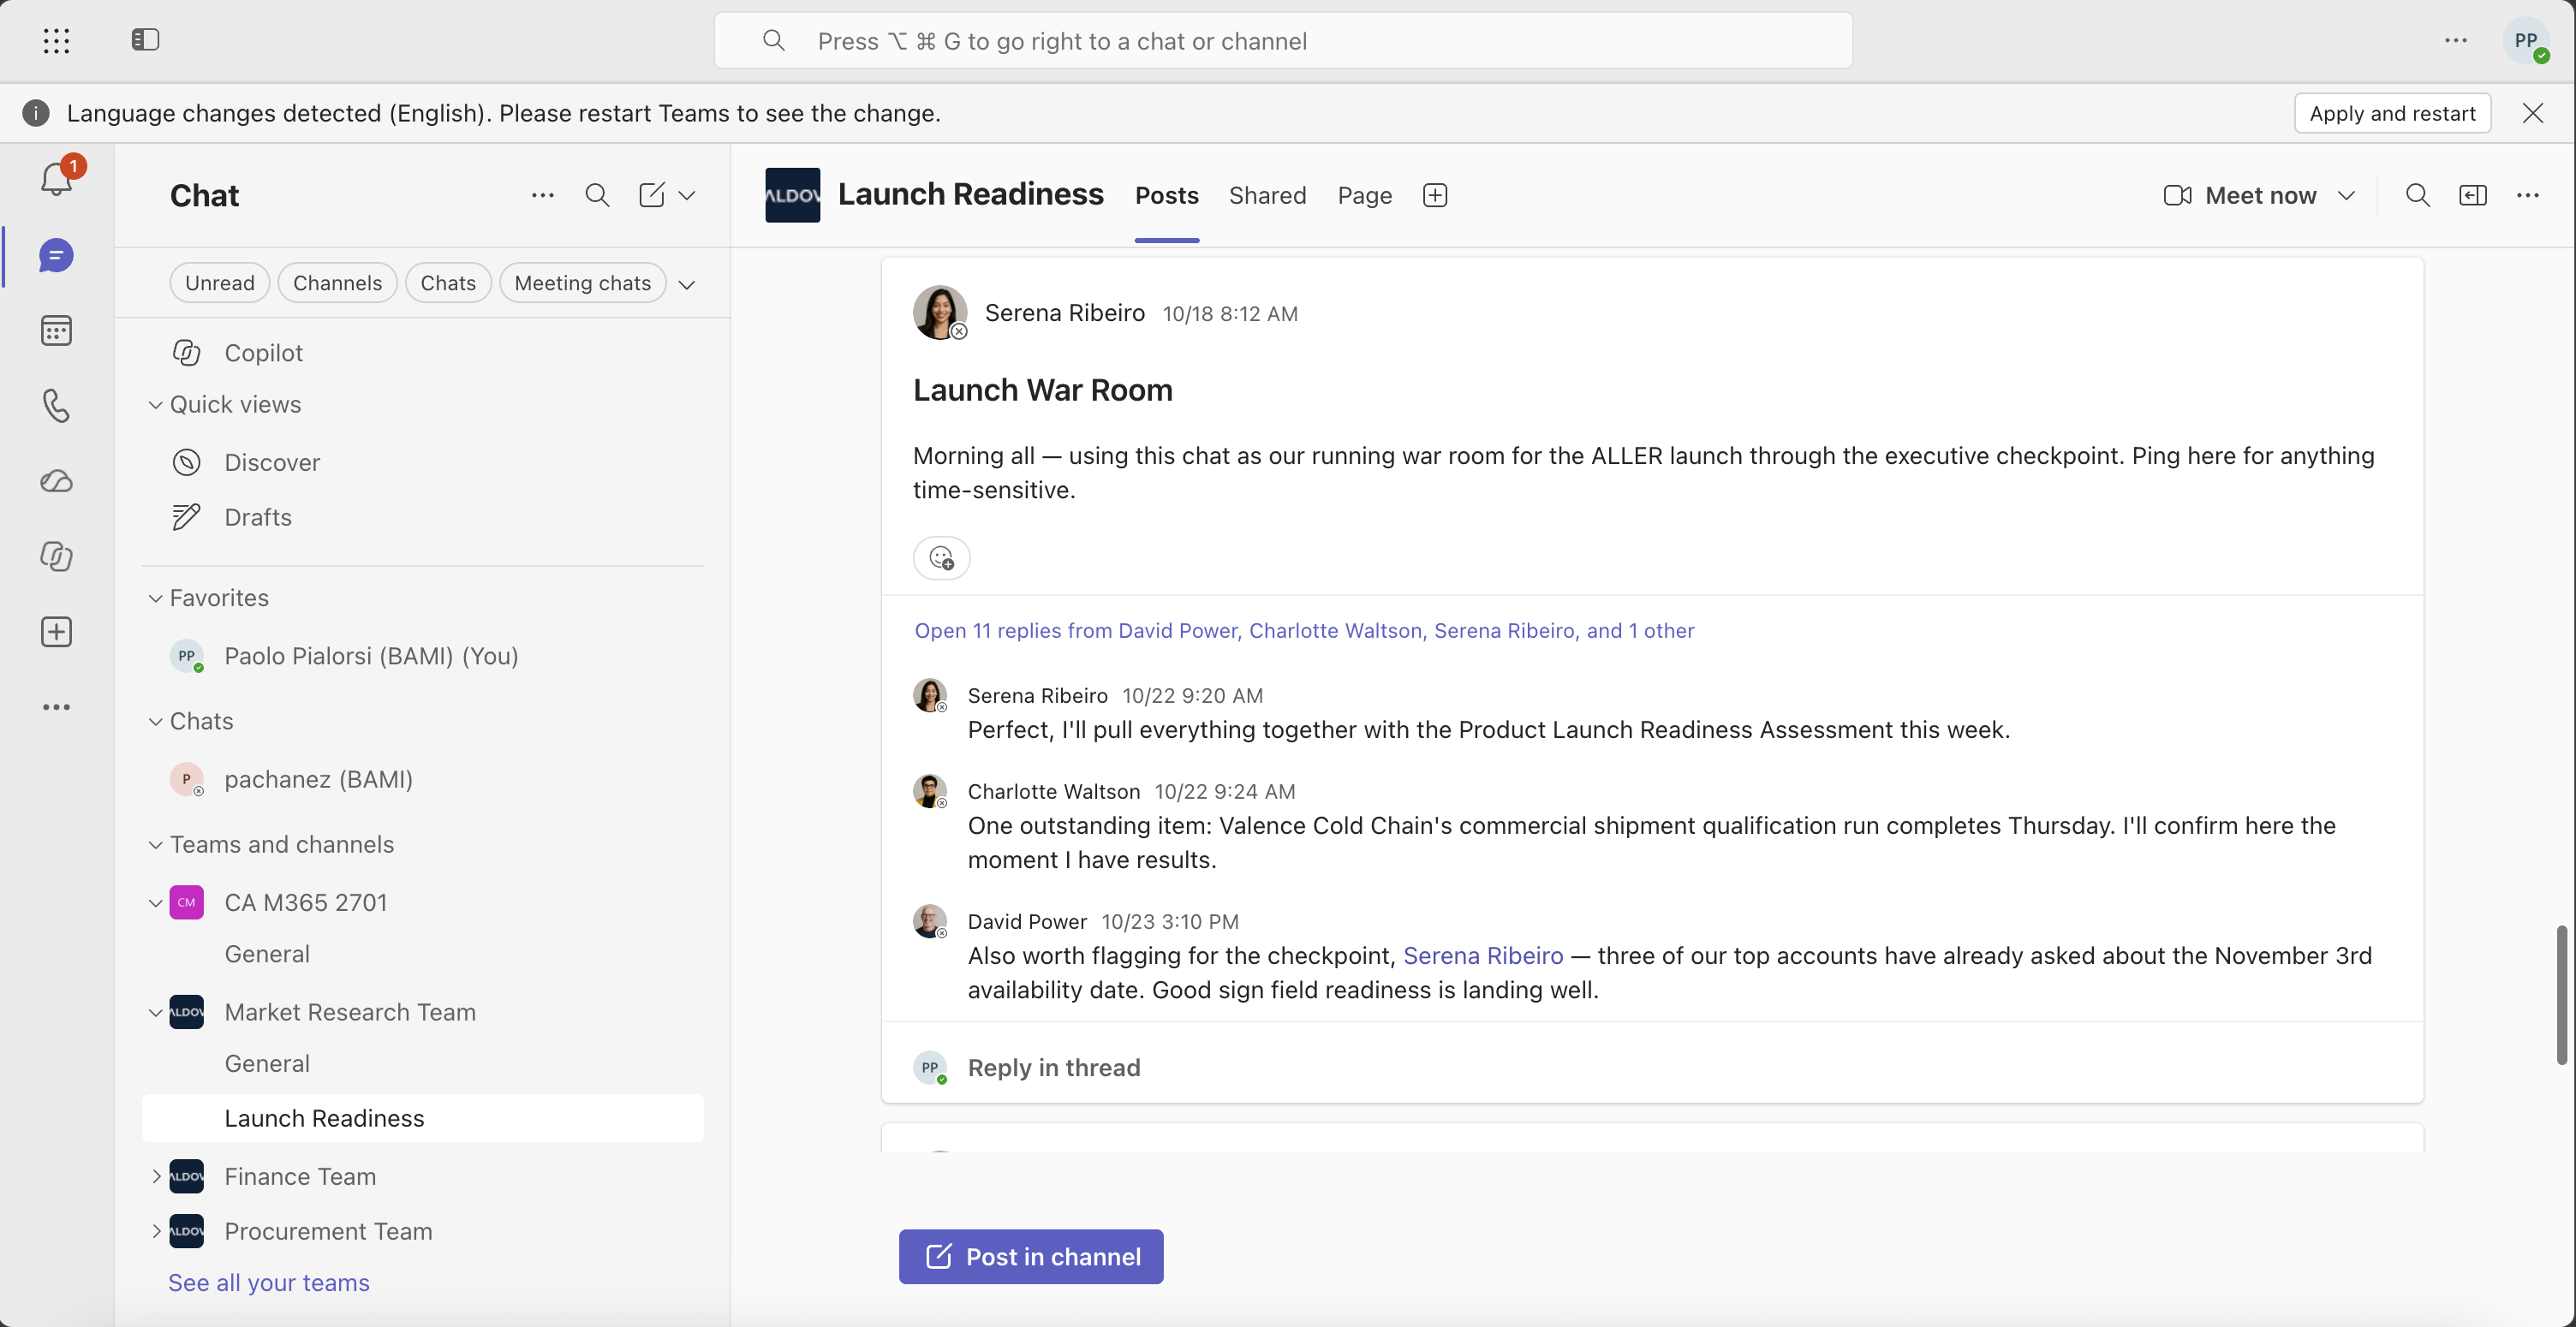 Press ⌥ ⌘ G to go right to a chat or channel
PP
Language changes detected (English). Please restart Teams to see the change.
Apply and restart
1
Chat
Unread
Channels
Chats
Meeting chats
Copilot
Quick views
Discover
Drafts
Favorites
PP
Paolo Pialorsi (BAMI) (You)
Chats
P
pachanez (BAMI)
Teams and channels
CM
CA M365 2701
General
ALDOV
Market Research Team
General
Launch Readiness
ALDOV
Finance Team
ALDOV
Procurement Team
See all your teams
ALDOV
Launch Readiness
Posts
Shared
Page
Meet now
Serena Ribeiro 10/18 8:12 AM
Launch War Room
Morning all — using this chat as our running war room for the ALLER launch through the executive checkpoint. Ping here for anything
time-sensitive.
Open 11 replies from David Power, Charlotte Waltson, Serena Ribeiro, and 1 other
Serena Ribeiro 10/22 9:20 AM
Perfect, I'll pull everything together with the Product Launch Readiness Assessment this week.
Charlotte Waltson 10/22 9:24 AM
One outstanding item: Valence Cold Chain's commercial shipment qualification run completes Thursday. I'll confirm here the
moment I have results.
David Power 10/23 3:10 PM
Also worth flagging for the checkpoint, Serena Ribeiro — three of our top accounts have already asked about the November 3rd
availability date. Good sign field readiness is landing well.
PP
Reply in thread
Post in channel